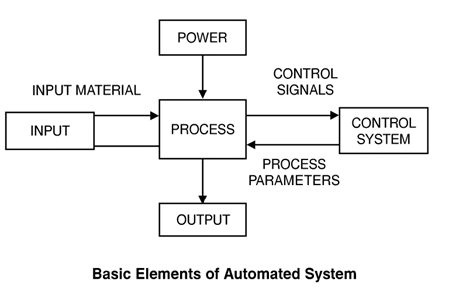 POWER
INPUT MATERIAL
CONTROL
SIGNALS
INPUT
PROCESS
CONTROL
SYSTEM
PROCESS
PARAMETERS
OUTPUT
Basic Elements of Automated System